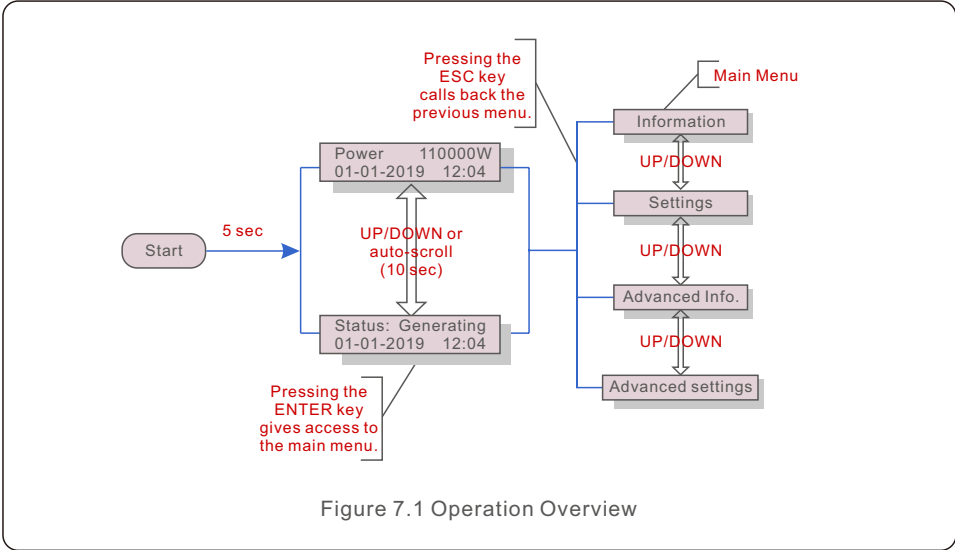 Start
5 sec
Power 110000W
01-01-2019 12:04
UP/DOWN or
auto-scroll
(10 sec)
Status: Generating
01-01-2019 12:04
Pressing the
ENTER key
gives access to
the main menu.
Pressing the
ESC key
calls back the
previous menu.
Main Menu
Information
UP/DOWN
Settings
UP/DOWN
Advanced Info.
UP/DOWN
Advanced settings
Figure 7.1 Operation Overview